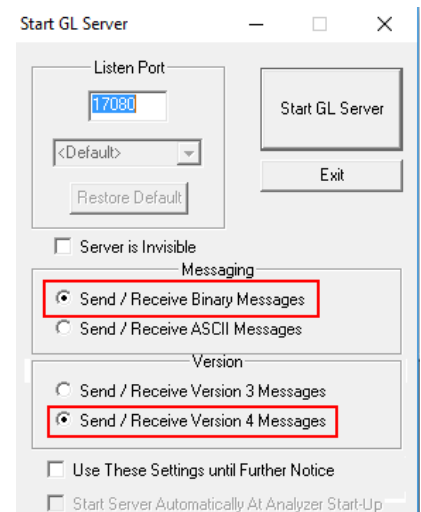 Start GL Server
Listen Port
17080
<Default>
Restore Default
Start GL Server
Exit
Server is Invisible
Messaging
Send / Receive Binary Messages
Send / Receive ASCII Messages
Version
Send / Receive Version 3 Messages
Send / Receive Version 4 Messages
Use These Settings until Further Notice
Start Server Automatically At Analyzer Start-Up